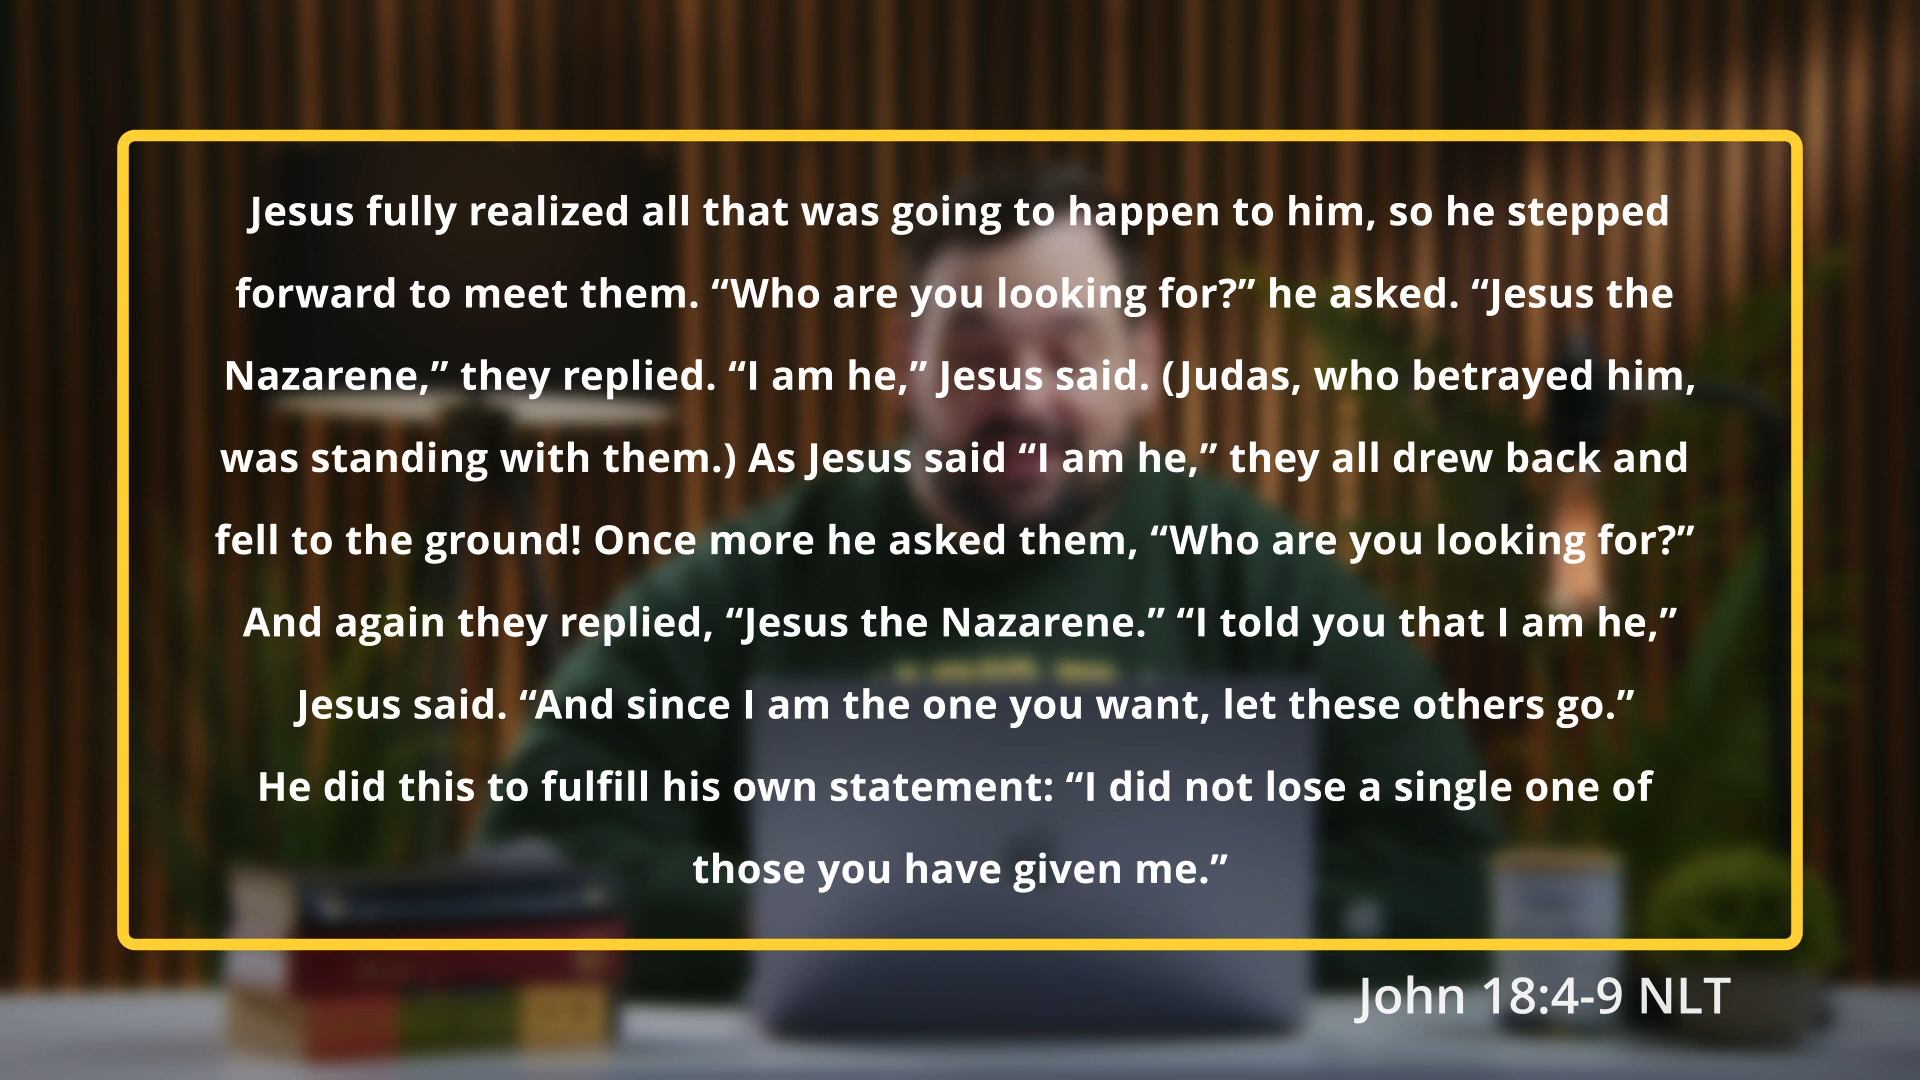 Jesus fully realized all that was going to happen to him, so he stepped
forward to meet them. “Who are you looking for?” he asked. “Jesus the
Nazarene,” they replied. “I am he,” Jesus said. (Judas, who betrayed him,
was standing with them.) As Jesus said “I am he,” they all drew back and
fell to the ground! Once more he asked them, “Who are you looking for?”
And again they replied, “Jesus the Nazarene.” “I told you that I am he,”
Jesus said. “And since I am the one you want, let these others go.”
He did this to fulfill his own statement: “I did not lose a single one of
those you have given me.”
John 18:4-9 NLT